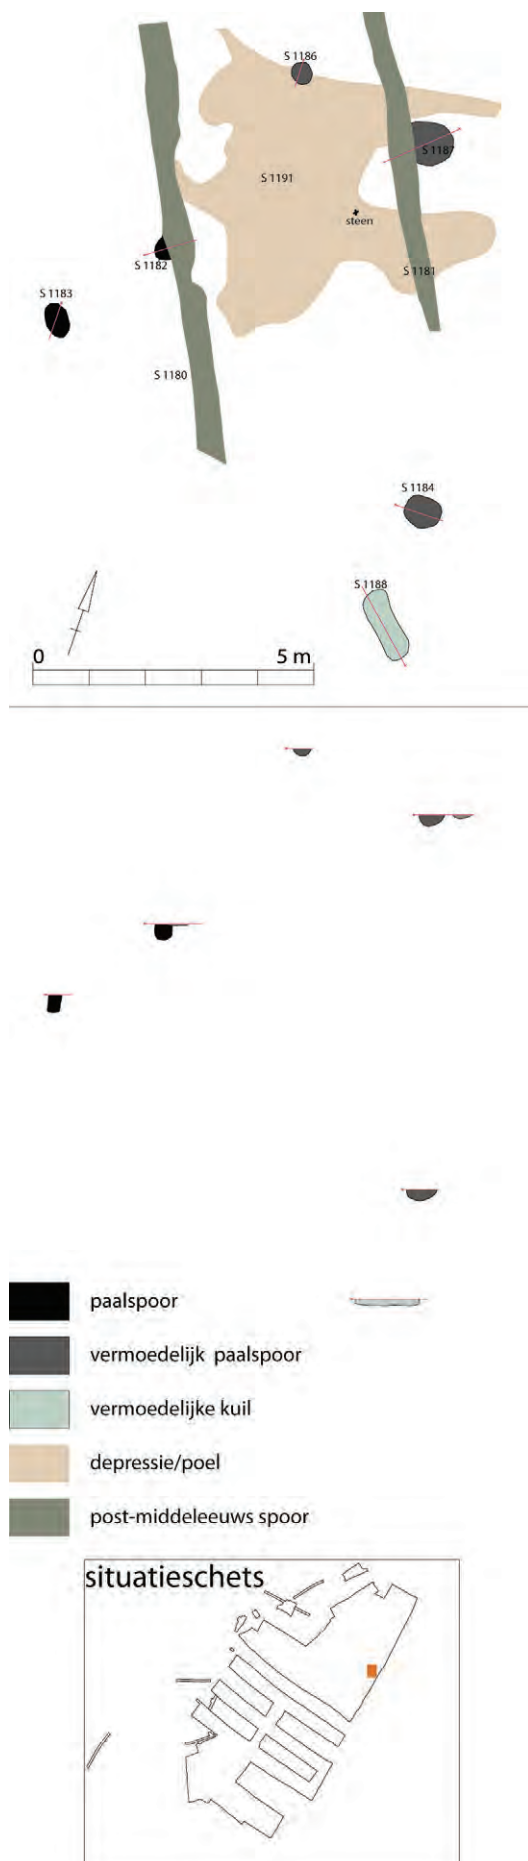 S 1186
S 1187
S 1191
steen
S 1182
S 1181
S 1183
S 1180
S 1184
S 1188
0 5 m
paalspoor
vermoedelijk paalspoor
vermoedelijke kuil
depressie/poel
post-middeleeuws spoor
situatieschets